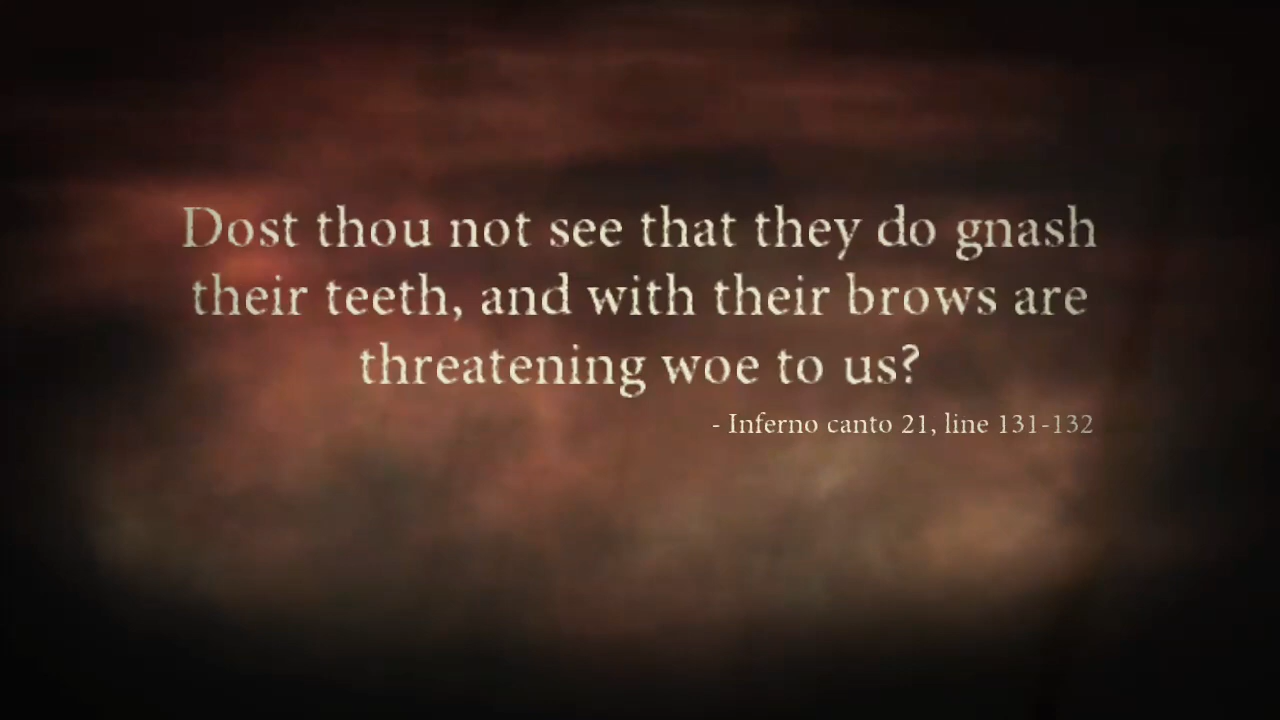 Dost thou not see that they do gnash
their teeth, and with their brows are
threatening woe to us?
- Inferno canto 21, line 131-132